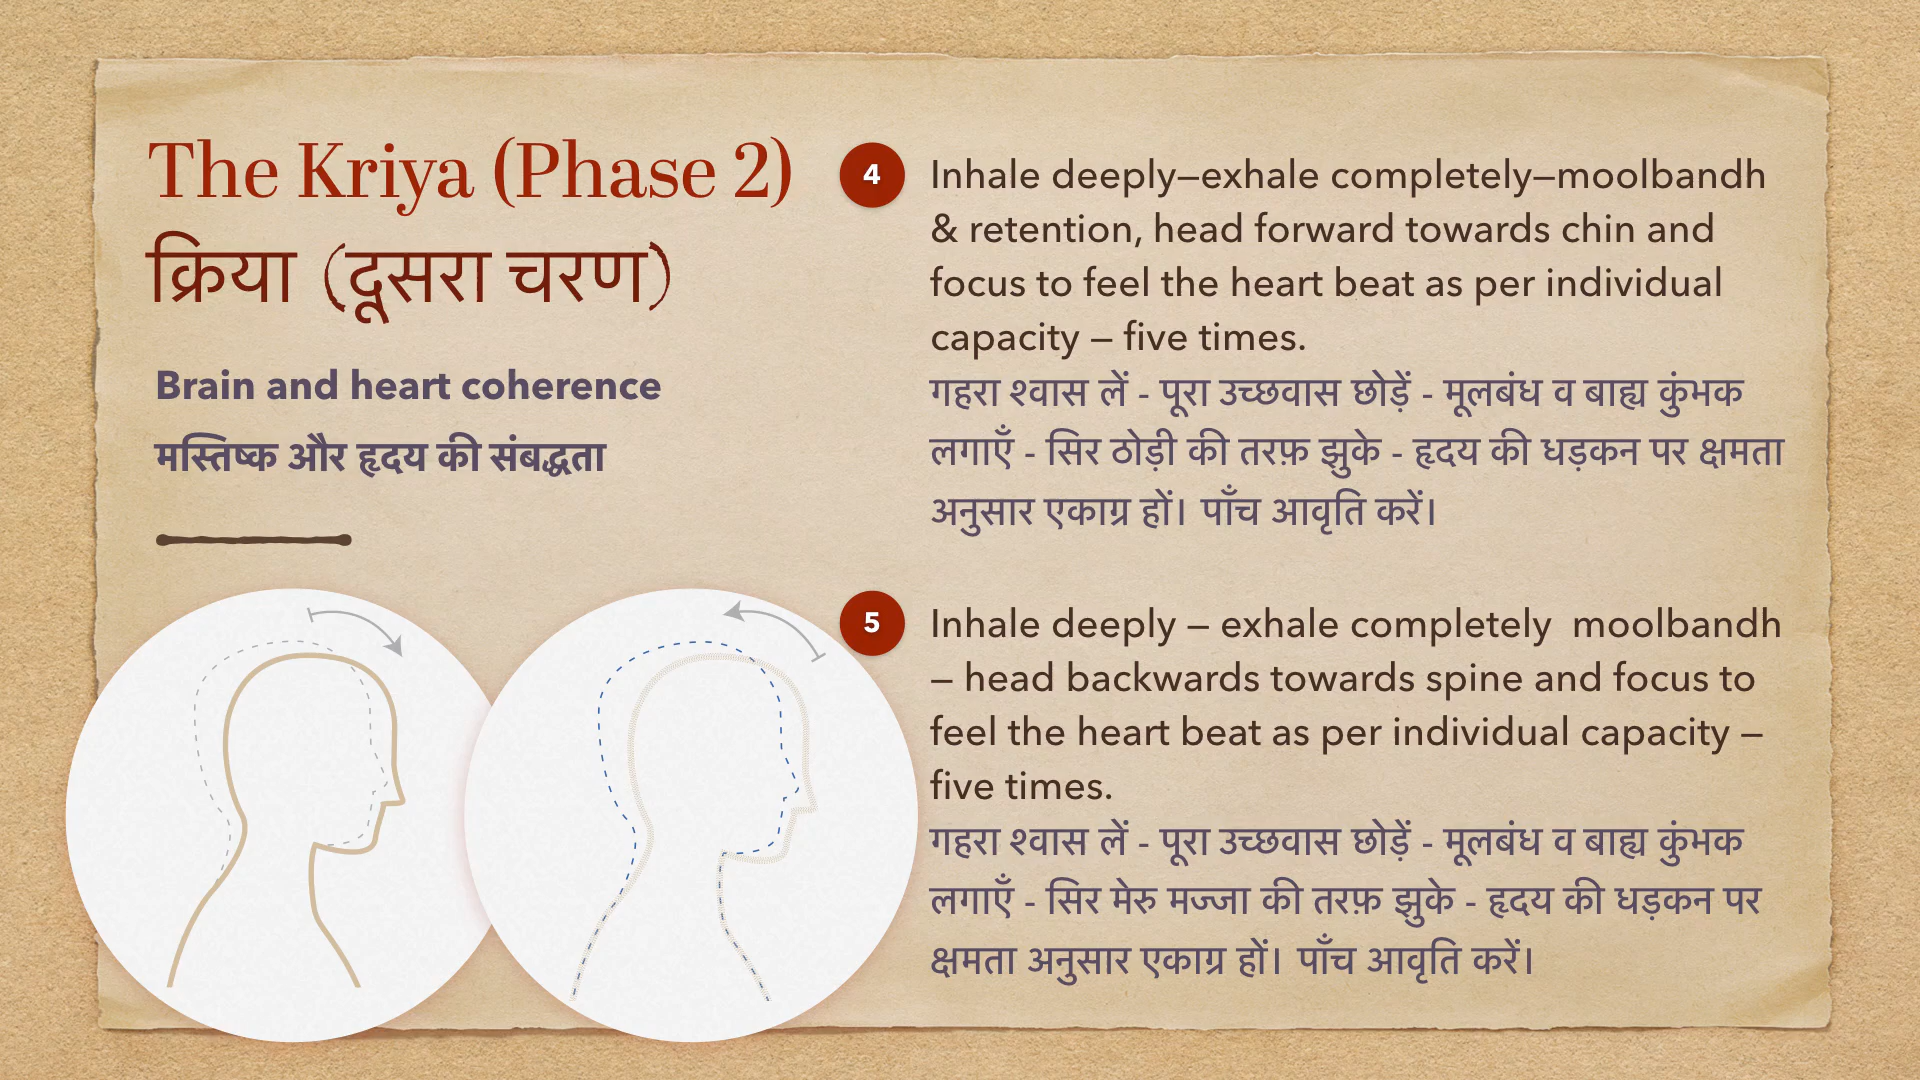 The Kriya (Phase 2)
क्रिया (दूसरा चरण)
Brain and heart coherence
मस्तिष्क और हृदय की संबद्धता
4
Inhale deeply—exhale completely—moolbandh
& retention, head forward towards chin and
focus to feel the heart beat as per individual
capacity – five times.
गहरा श्वास लें - पूरा उच्छवास छोड़ें - मूलबंध व बाह्य कुंभक
लगाएँ - सिर ठोड़ी की तरफ़ झुके - हृदय की धड़कन पर क्षमता
अनुसार एकाग्र हों। पाँच आवृति करें।
5
Inhale deeply – exhale completely  moolbandh
– head backwards towards spine and focus to
feel the heart beat as per individual capacity –
five times.
गहरा श्वास लें - पूरा उच्छवास छोड़ें - मूलबंध व बाह्य कुंभक
लगाएँ - सिर मेरु मज्जा की तरफ़ झुके - हृदय की धड़कन पर
क्षमता अनुसार एकाग्र हों। पाँच आवृति करें।